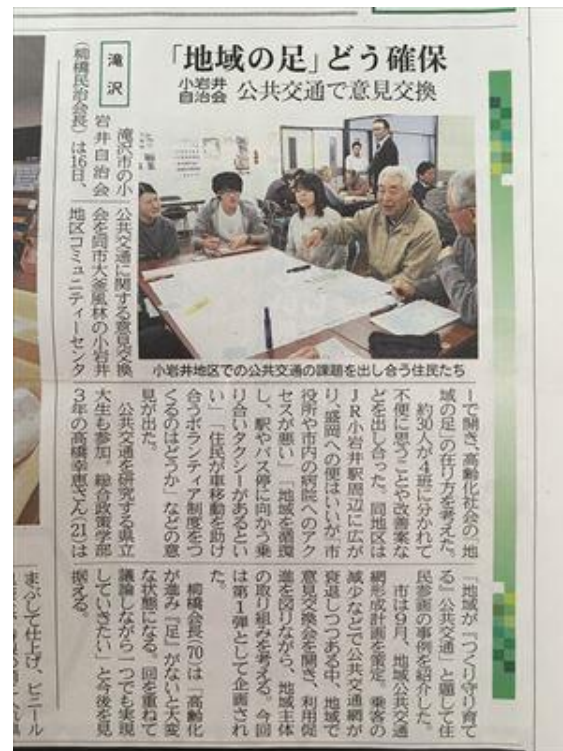 「地域の足」どう確保
小岩井
自治会 公共交通で意見交換
滝沢
滝沢市の小
岩井自治会
(柳橋民治会長)は16日、
公共交通に関する意見交換
会を同市大釜風林の小岩井
地区コミュニティーセンタ
小岩井地区での公共交通の課題を出し合う住民たち
ーで開き、高齢化社会の「地
域の足」の在り方を考えた。
約30人が4班に分かれて
不便に思うことや改善案な
どを出し合った。同地区は
JR小岩井駅周辺に広が
り、「盛岡への便はいいが、市
役所や市内の病院へのアク
セスが悪い」「地域を循環
し、駅やバス停に向かう乗
り合いタクシーがあるとい
い」「住民が車移動を助け
合うボランティア制度をつ
くるのはどうか」などの意
見が出た。
公共交通を研究する県立
大生も参加。総合政策学部
3年の高橋幸恵さん(21)は
「地域が『つくり守り育て
る』公共交通」と題して住
民参画の事例を紹介した。
市は9月、地域公共交通
網形成計画を策定。乗客の
減少などで公共交通網が
衰退しつつある中、地域で
意見交換会を開き、利用促
進を図りながら、地域主体
の取り組みを考える。今回
は第1弾として企画され
柳橋会長(70)は「高齢化
が進み『足』がないと大変
な状態になる。回を重ねて
議論しながら一つでも実現
していきたい」と今後を見
据える。
まぶして仕上げ、ビニール